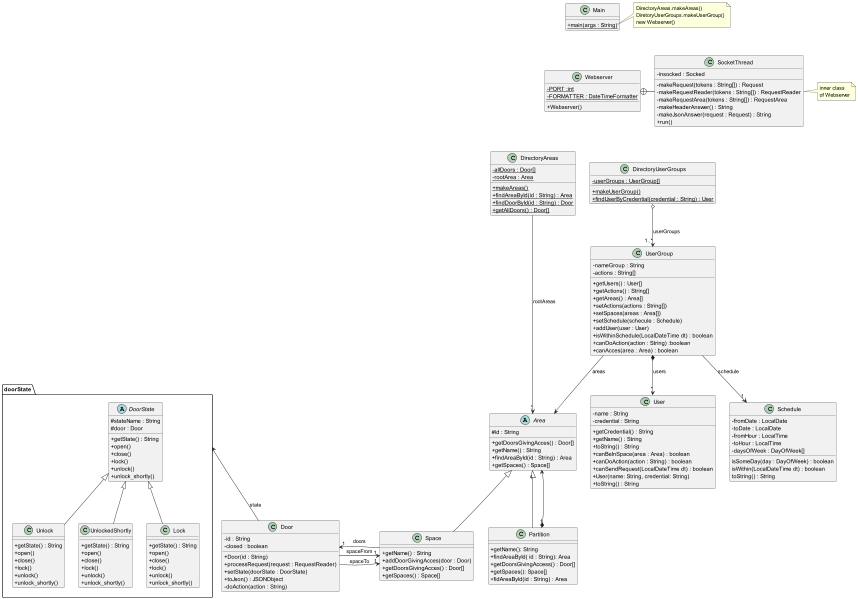 C Main
+main(args : String)
DirectoryAreas.makeAreas()
DiretoryUserGroups.makeUserGroup()
new Webserver()
C Webserver
-PORT :int
-FORMATTER : DateTimeFormatter
+Webserver()
C SocketThread
-insocked : Socked
-makeRequest(tokens : String[]) : Request
-makeRequestReader(tokens : String[]) : RequestReader
-makeRequestArea(tokens : String[]) : RequestArea
-makeHeaderAnswer() : String
-makeJsonAnswer(request : Request) : String
+run()
inner class
of Webserver
C DirectoryAreas
-allDoors : Door[]
-rootArea : Area
+makeAreas()
+findAreaById(id : String) : Area
+findDoorById(id : String) : Door
+getAllDoors() : Door[]
C DirectoryUserGroups
-userGroups : UserGroup[]
+makeUserGroup()
+findUserByCredential(credential : String) : User
userGroups
C UserGroup
-nameGroup : String
-actions : String[]
+getUsers() : User[]
+getActions() : String[]
+getAreas() : Area[]
+setActions(actions : String[])
+setSpaces(areas : Area[])
+setSchedule(schecule : Schedule)
+addUser(user : User)
+isWithinSchedule(LocalDateTime dt) : boolean
+canDoAction(action : String) :boolean
+canAcces(area : Area) : boolean
rootAreas
areas
users
schedule
doorState
A DoorState
#stateName : String
#door : Door
+getState() : String
+open()
+close()
+lock()
+unlock()
+unlock_shortly()
A Area
#id : String
+getDoorsGivingAcces() : Door[]
+getName() : String
+findAreaById(id : String) : Area
+getSpaces() : Space[]
C User
-name : String
-credential : String
+getCredential() : String
+getName() : String
+toString() : String
+canBeInSpace(area : Area) : boolean
+canDoAction(action : String) : boolean
+canSendRequest(LocalDateTime dt) : boolean
+User(name: String, credential: String)
+toString() : String
C Schedule
-fromDate : LocalDate
-toDate : LocalDate
-fromHour : LocalTime
-toHour : LocalTime
-daysOfWeek : DayOfWeek[]
isSomeDay(day : DayOfWeek) : boolean
isWithin(LocalDateTime dt) : boolean
toString() : String
state
C Unlock
+getState() : String
+open()
+close()
+lock()
+unlock()
+unlock_shortly()
C UnlockedShortly
+getState() : String
+open()
+close()
+lock()
+unlock()
+unlock_shortly()
C Lock
+getState() : String
+open()
+close()
+lock()
+unlock()
+unlock_shortly()
C Door
-id : String
-closed : boolean
+Door(id : String)
+processRequest(request : RequestReader)
+setState(doorState : DoorState)
+toJson() : JSONObject
-doAction(action : String)
doors
spaceFrom 1
spaceTo 1
C Space
+getName() : String
+addDoorGivingAcces(door : Door)
+getDoorsGivingAcces() : Door[]
+getSpaces() : Space[]
C Partition
+getName(): String
+findAreaById( id : String): Area
+getDoorsGivingAccess() : Door[]
+getSpaces(): Space[]
+fidAreaById(id : String) : Area